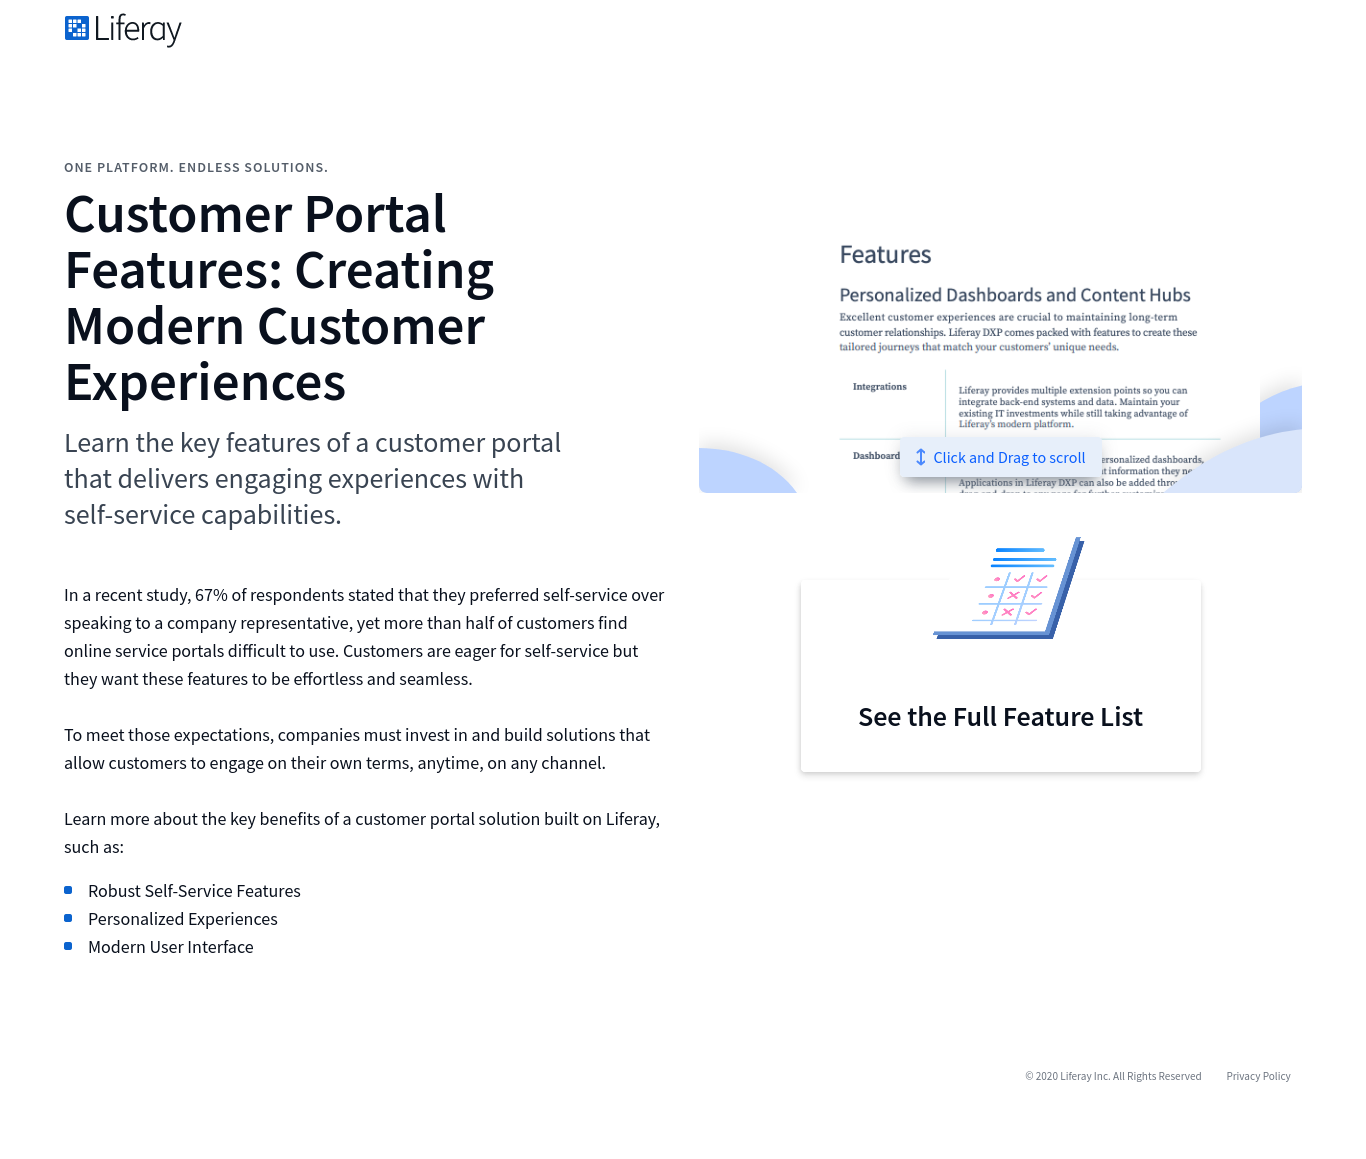 Liferay
ONE PLATFORM. ENDLESS SOLUTIONS.
Customer Portal
Features: Creating
Modern Customer
Experiences
Learn the key features of a customer portal
that delivers engaging experiences with
self-service capabilities.
In a recent study, 67% of respondents stated that they preferred self-service over
speaking to a company representative, yet more than half of customers find
online service portals difficult to use. Customers are eager for self-service but
they want these features to be effortless and seamless.
To meet those expectations, companies must invest in and build solutions that
allow customers to engage on their own terms, anytime, on any channel.
Learn more about the key benefits of a customer portal solution built on Liferay,
such as:
Robust Self-Service Features
Personalized Experiences
Modern User Interface
Features
Personalized Dashboards and Content Hubs
Excellent customer experiences are crucial to maintaining long-term
customer relationships. Liferay DXP comes packed with features to create these
tailored journeys that match your customers' unique needs.
Integrations
Liferay provides multiple extension points so you can
integrate back-end systems and data. Maintain your
existing IT investments while still taking advantage of
Liferay's modern platform.
Dashboard
ersonalized dashboards,
information they
Applications in Liferay DXP can also be added
Click and Drag to scroll
See the Full Feature List
© 2020 Liferay Inc. All Rights Reserved
Privacy Policy